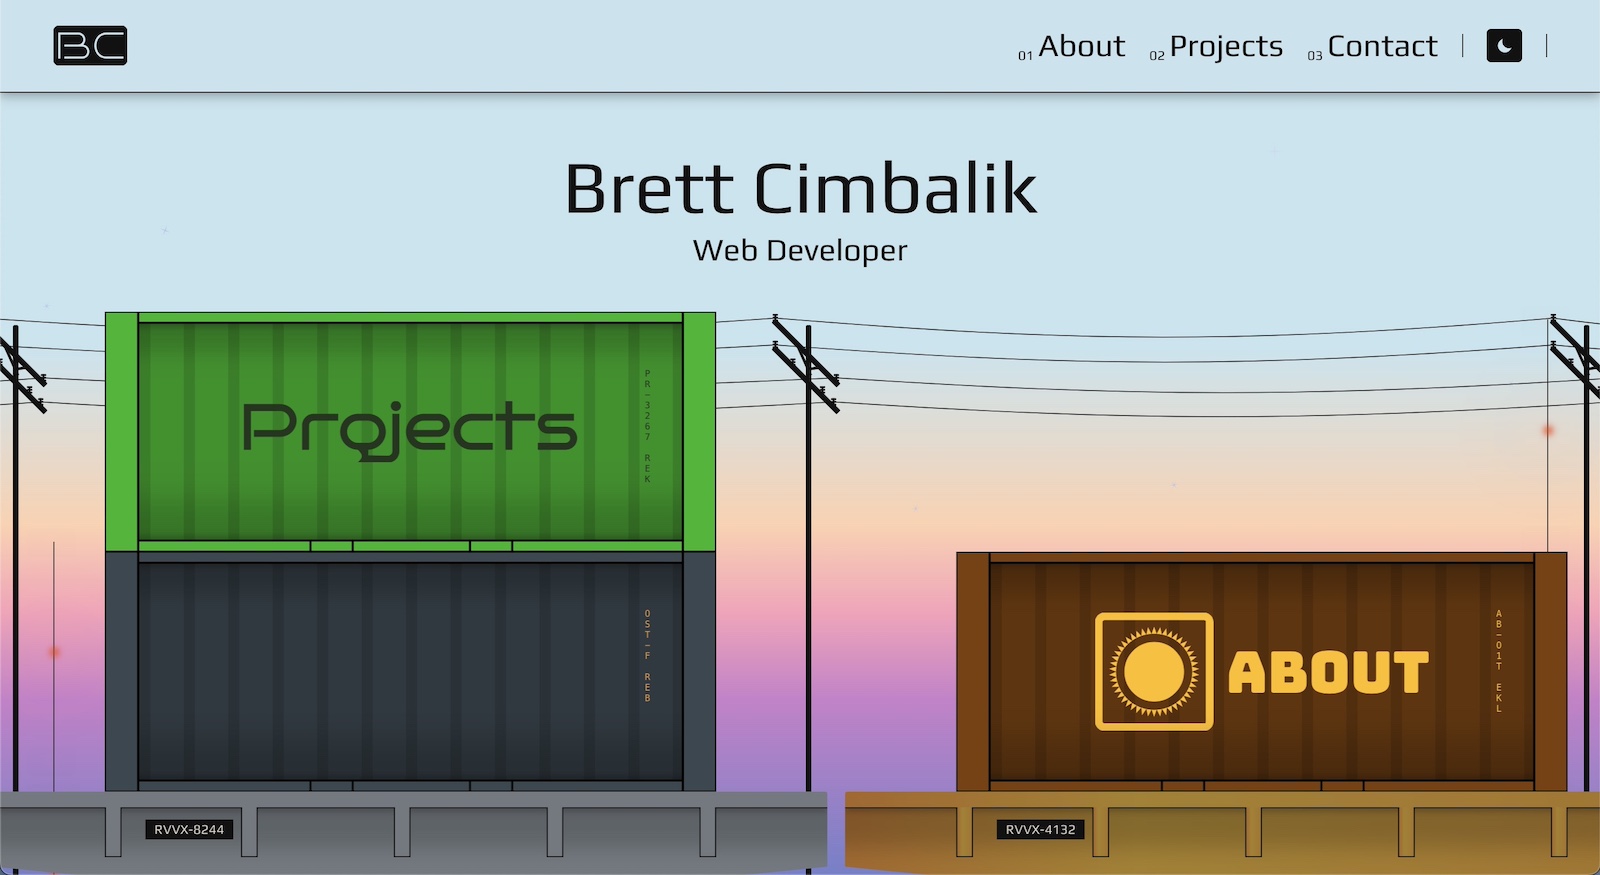 BC
01 About 02 Projects 03 Contact
Brett Cimbalik
Web Developer
Projects
PR-3267 REK
OST-F REB
ABOUT
AB-01T EKL
RVVX-8244
RVVX-4132